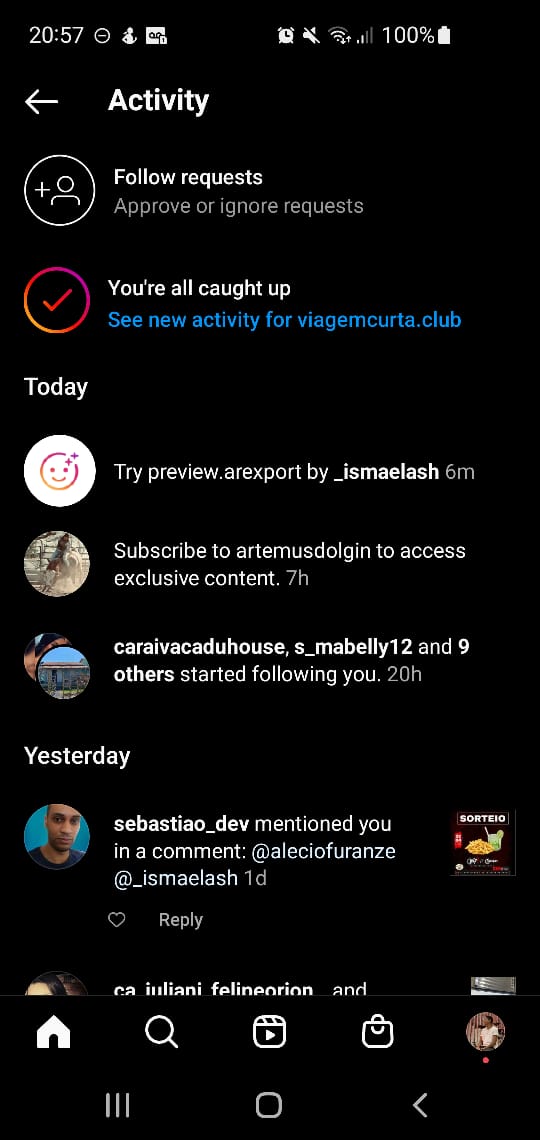 20:57
100%
Activity
Follow requests
Approve or ignore requests
You're all caught up
See new activity for viagemcurta.club
Today
Try preview.arexport by _ismaelash 6m
Subscribe to artemusdolgin to access
exclusive content. 7h
caraivacaduhouse, s_mabelly12 and 9
others started following you. 20h
Yesterday
sebastiao_dev mentioned you
in a comment: @aleciofuranze
@_ismaelash 1d
SORTEIO
Reply
ca_juliani, felipeorion_ and